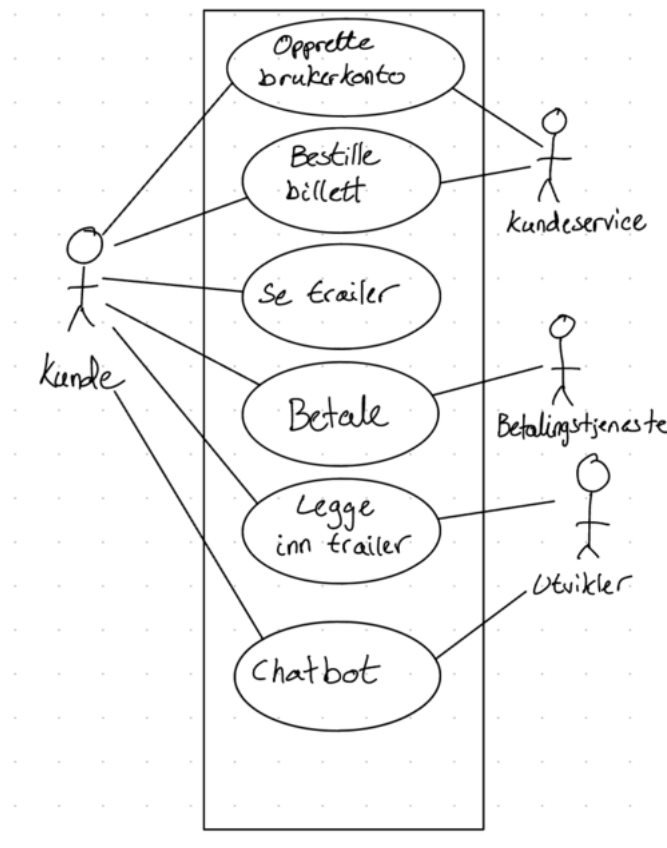 Opprette
brukerkonto
Bestille
billett
Kundeservice
Se trailer
Kunde
Betale
Betalingstjeneste
Legge
inn trailer
Utvikler
Chatbot